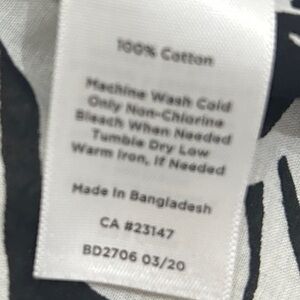 100% Cotton
Machine Wash Cold
Only Non-Chlorine
Bleach When Needed
Tumble Dry Low
Warm Iron, If Needed
Made In Bangladesh
CA #23147
BD2706 03/20